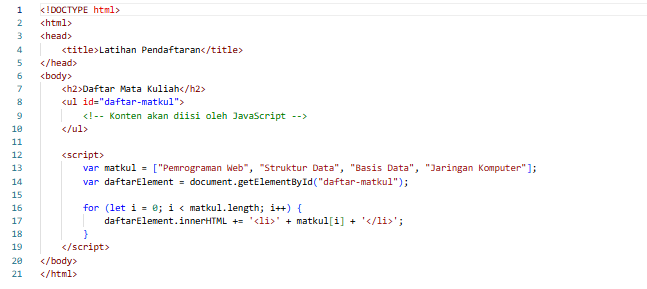 1 <!DOCTYPE html>
2 <html>
3 <head>
4     <title>Latihan Pendaftaran</title>
5 </head>
6 <body>
7     <h2>Daftar Mata Kuliah</h2>
8     <ul id="daftar-matkul">
9         <!-- Konten akan diisi oleh JavaScript -->
10     </ul>
11
12     <script>
13         var matkul = ["Pemrograman Web", "Struktur Data", "Basis Data", "Jaringan Komputer"];
14         var daftarElement = document.getElementById("daftar-matkul");
15
16         for (let i = 0; i < matkul.length; i++) {
17             daftarElement.innerHTML += '<li>' + matkul[i] + '</li>';
18         }
19     </script>
20 </body>
21 </html>